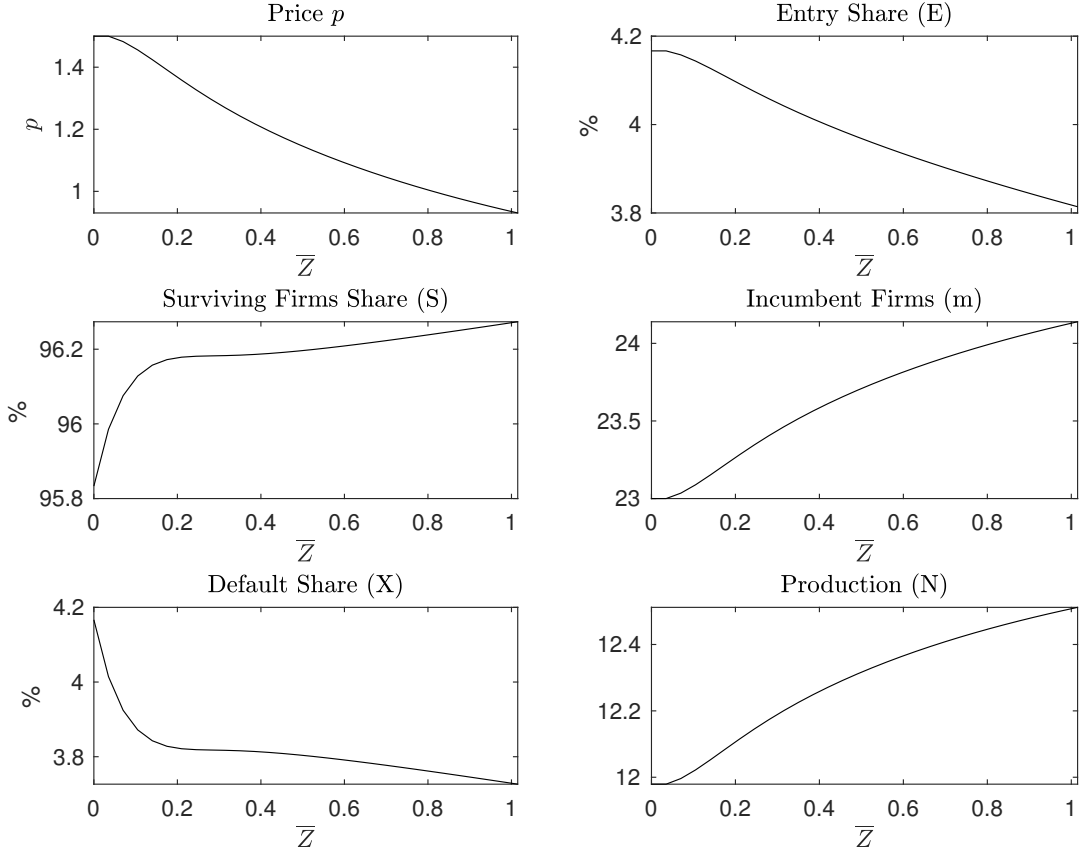 Price p
1.4
1.2
1
p
0 0.2 0.4 0.6 0.8 1
Z̅
Entry Share (E)
4.2
4
3.8
%
0 0.2 0.4 0.6 0.8 1
Z̅
Surviving Firms Share (S)
96.2
96
95.8
%
0 0.2 0.4 0.6 0.8 1
Z̅
Incumbent Firms (m)
24
23.5
23
0 0.2 0.4 0.6 0.8 1
Z̅
Default Share (X)
4.2
4
3.8
%
0 0.2 0.4 0.6 0.8 1
Z̅
Production (N)
12.4
12.2
12
0 0.2 0.4 0.6 0.8 1
Z̅